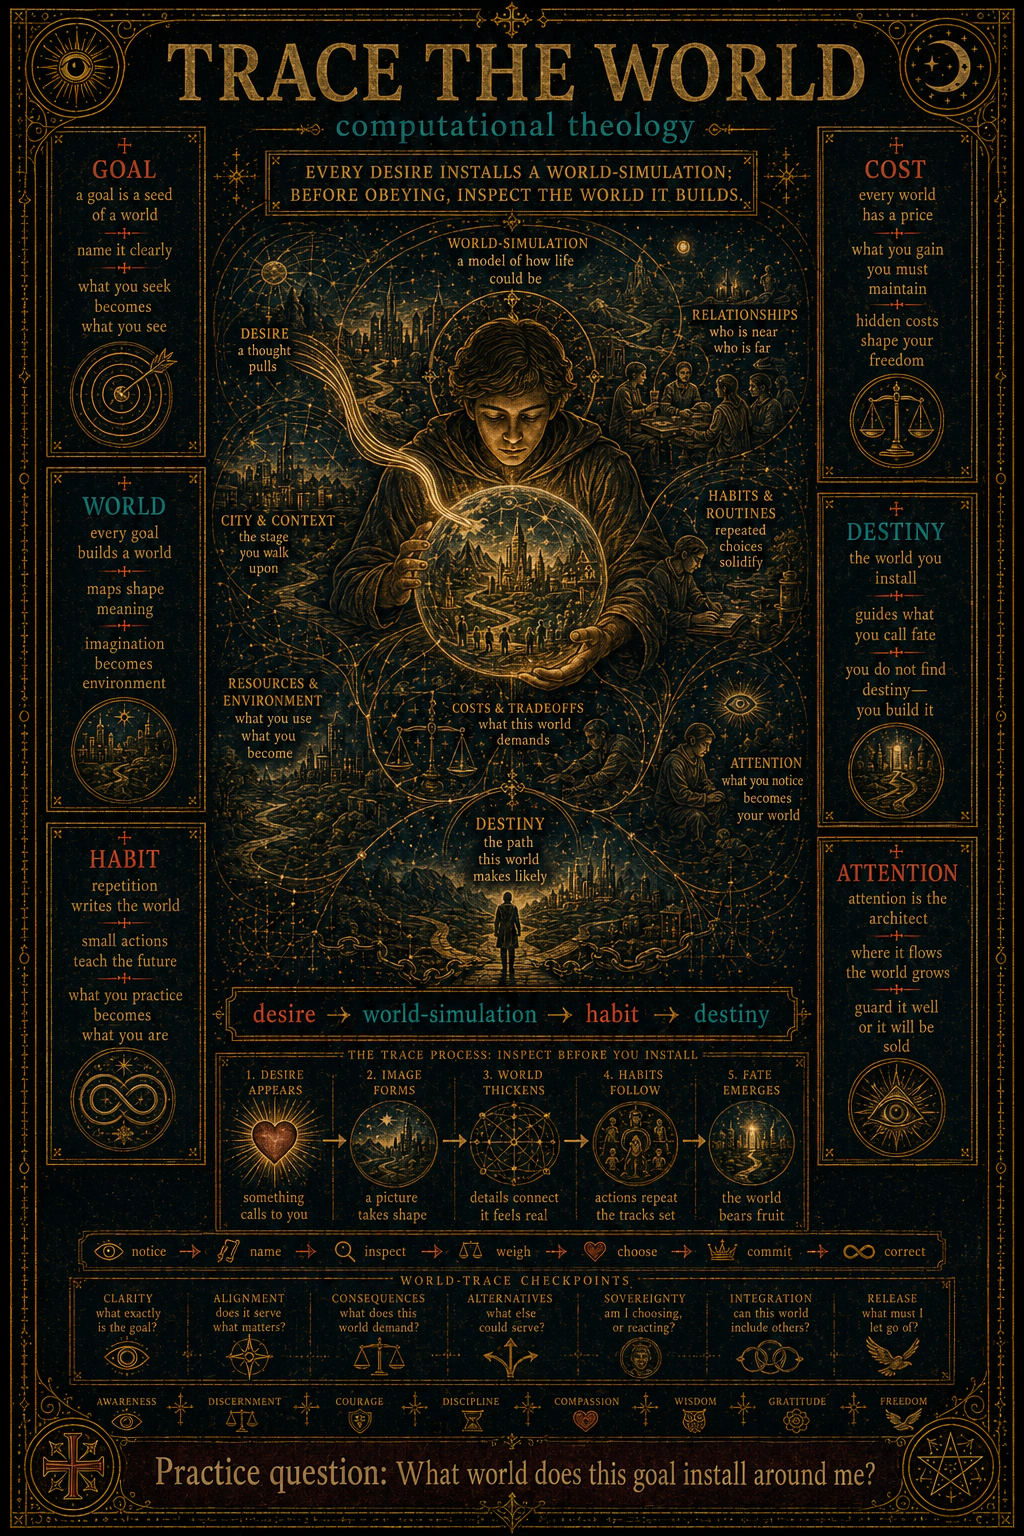 TRACE THE WORLD
computational theology
EVERY DESIRE INSTALLS A WORLD-SIMULATION;
BEFORE OBEYING, INSPECT THE WORLD IT BUILDS.
GOAL
a goal is a seed
of a world
name it clearly
what you seek
becomes
what you see
WORLD
every goal
builds a world
maps shape
meaning
imagination
becomes
environment
HABIT
repetition
writes the world
small actions
teach the future
what you practice
becomes
what you are
WORLD-SIMULATION
a model of how life
could be
DESIRE
a thought
pulls
RELATIONSHIPS
who is near
who is far
CITY & CONTEXT
the stage
you walk
upon
HABITS &
ROUTINES
repeated
choices
solidify
RESOURCES &
ENVIRONMENT
what you use
what you
become
COSTS & TRADEOFFS
what this world
demands
ATTENTION
what you notice
becomes
your world
DESTINY
the path
this world
makes likely
COST
every world
has a price
what you gain
you must
maintain
hidden costs
shape your
freedom
DESTINY
the world you
install
guides what
you call fate
you do not find
destiny—
you build it
ATTENTION
attention is the
architect
where it flows
the world grows
guard it well
or it will be
sold
desire → world-simulation → habit → destiny
THE TRACE PROCESS: INSPECT BEFORE YOU INSTALL
1. DESIRE
APPEARS
something
calls to you
2. IMAGE
FORMS
a picture
takes shape
3. WORLD
THICKENS
details connect
it feels real
4. HABITS
FOLLOW
actions repeat
the tracks set
5. FATE
EMERGES
the world
bears fruit
notice → name → inspect → weigh → choose → commit → correct
WORLD-TRACE CHECKPOINTS
CLARITY
what exactly
is the goal?
ALIGNMENT
does it serve
what matters?
CONSEQUENCES
what does this
world demand?
ALTERNATIVES
what else
could serve?
SOVEREIGNTY
am I choosing,
or reacting?
INTEGRATION
can this world
include others?
RELEASE
what must I
let go of?
AWARENESS DISCERNMENT COURAGE DISCIPLINE COMPASSION WISDOM GRATITUDE FREEDOM
Practice question: What world does this goal install around me?